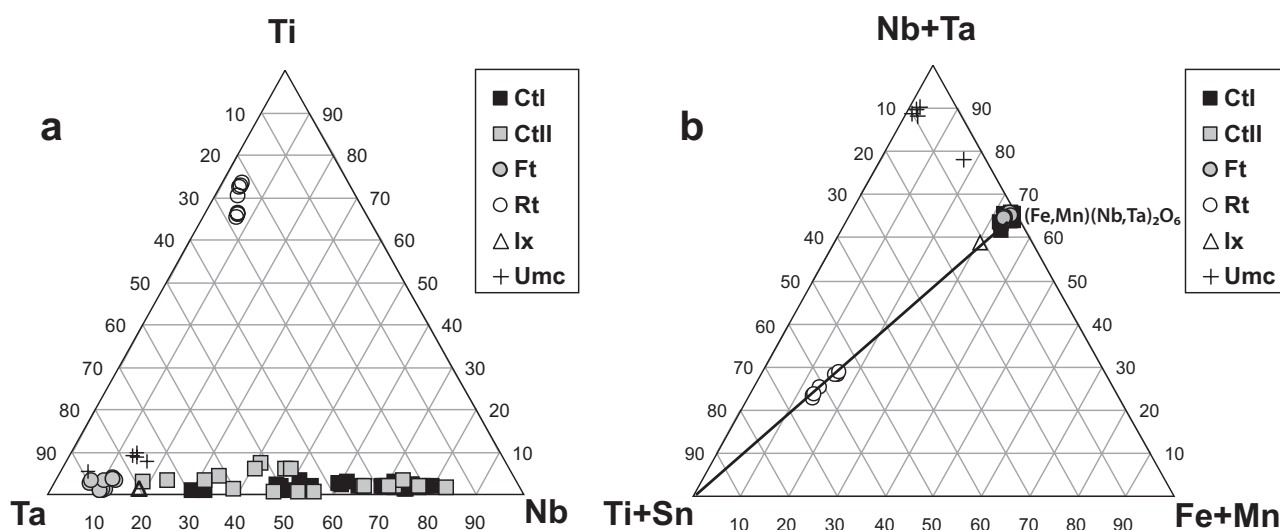 Ti
Nb+Ta
a
b
CtI
CtII
Ft
Rt
Ix
Umc
CtI
CtII
Ft
Rt
Ix
Umc
10 90
20 80
30 70
40 60
50 50
60 40
70 30
80 20
90 10
Ta Nb
10 20 30 40 50 60 70 80 90
10 90
20 80
30 70
(Fe,Mn)(Nb,Ta)₂O₆
40 60
50 50
60 40
70 30
80 20
90 10
Ti+Sn Fe+Mn
10 20 30 40 50 60 70 80 90